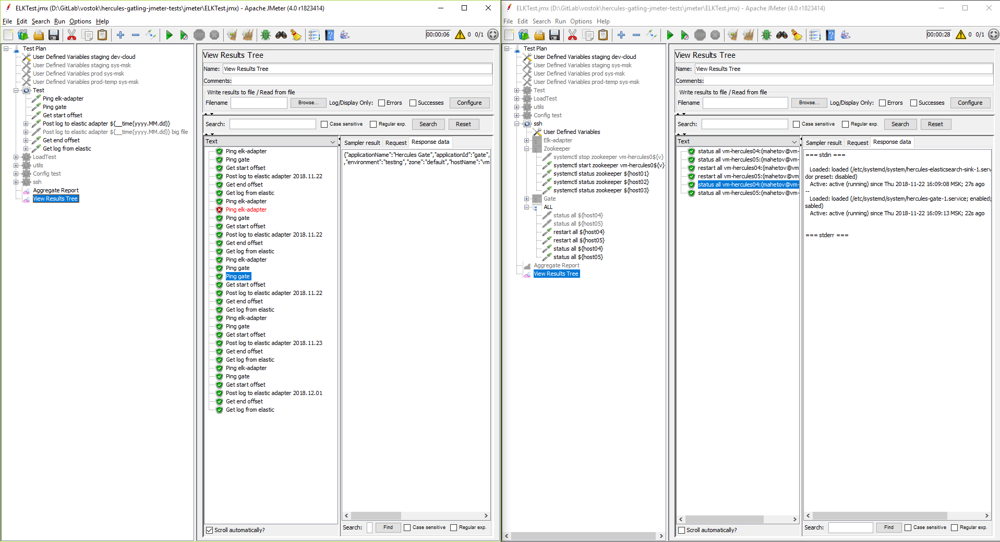 ELKTest.jmx (D:\GitLab\vostok\hercules-gatling-jmeter-tests\jmeter\ELKTest.jmx) - Apache JMeter (4.0 r1823414)
File Edit Search Run Options Help
00:00:06 0 0/1
Test Plan
User Defined Variables staging dev-cloud
User Defined Variables staging sys-msk
User Defined Variables prod sys-msk
User Defined Variables prod-temp sys-msk
Test
Ping elk-adapter
Ping gate
Get start offset
Post log to elastic adapter ${__time(yyyy.MM.dd)}
Post log to elastic adapter ${__time(yyyy.MM.dd)} big file
Get end offset
Get log from elastic
LoadTest
utils
Config test
ssh
Aggregate Report
View Results Tree
View Results Tree
Name: View Results Tree
Comments:
Write results to file / Read from file
Filename Browse... Log/Display Only: Errors Successes Configure
Search: Case sensitive Regular exp. Search Reset
Text
Ping elk-adapter
Ping gate
Get start offset
Post log to elastic adapter 2018.11.22
Get end offset
Get log from elastic
Ping elk-adapter
Ping elk-adapter
Ping gate
Get start offset
Post log to elastic adapter 2018.11.22
Get end offset
Get log from elastic
Ping elk-adapter
Ping gate
Ping gate
Get start offset
Post log to elastic adapter 2018.11.22
Get end offset
Get log from elastic
Ping elk-adapter
Ping gate
Get start offset
Post log to elastic adapter 2018.11.23
Get end offset
Get log from elastic
Ping elk-adapter
Ping gate
Get start offset
Post log to elastic adapter 2018.12.01
Get end offset
Get log from elastic
Scroll automatically?
Sampler result Request Response data
{"applicationName":"Hercules Gate","applicationId":"gate",
,"environment":"testing","zone":"default","hostName":"vm-
Search: Find Case sensitive Regular exp.
ELKTest.jmx (D:\GitLab\vostok\hercules-gatling-jmeter-tests\jmeter\ELKTest.jmx) - Apache JMeter (4.0 r1823414)
File Edit Search Run Options Help
00:00:28 0 0/1
Test Plan
User Defined Variables staging dev-cloud
User Defined Variables staging sys-msk
User Defined Variables prod sys-msk
User Defined Variables prod-temp sys-msk
Test
LoadTest
utils
Config test
ssh
User Defined Variables
Elk-adapter
Zookeeper
systemctl stop zookeeper vm-hercules0${v}
systemctl start zookeeper vm-hercules0${v}
systemctl status zookeeper ${host01}
systemctl status zookeeper ${host02}
systemctl status zookeeper ${host03}
Gate
ALL
status all ${host04}
status all ${host05}
restart all ${host04}
restart all ${host05}
status all ${host04}
status all ${host05}
Aggregate Report
View Results Tree
View Results Tree
Name: View Results Tree
Comments:
Write results to file / Read from file
Filename Browse... Log/Display Only: Errors Successes Configure
Search: Case sensitive Regular exp. Search Reset
Text
status all vm-hercules04:(mahetov@vm-
status all vm-hercules05:(mahetov@vm-
restart all vm-hercules04:(mahetov@vm
restart all vm-hercules05:(mahetov@vm
status all vm-hercules04:(mahetov@vm-
status all vm-hercules05:(mahetov@vm-
Scroll automatically?
Sampler result Request Response data
=== stdin ===
Loaded: loaded (/etc/systemd/system/hercules-elasticsearch-sink-1.serv
dor preset: disabled)
Active: active (running) since Thu 2018-11-22 16:09:08 MSK; 27s ago
--
Loaded: loaded (/etc/systemd/system/hercules-gate-1.service; enabled;
sabled)
Active: active (running) since Thu 2018-11-22 16:09:13 MSK; 22s ago
=== stderr ===
Search: Find Case sensitive Regular exp.